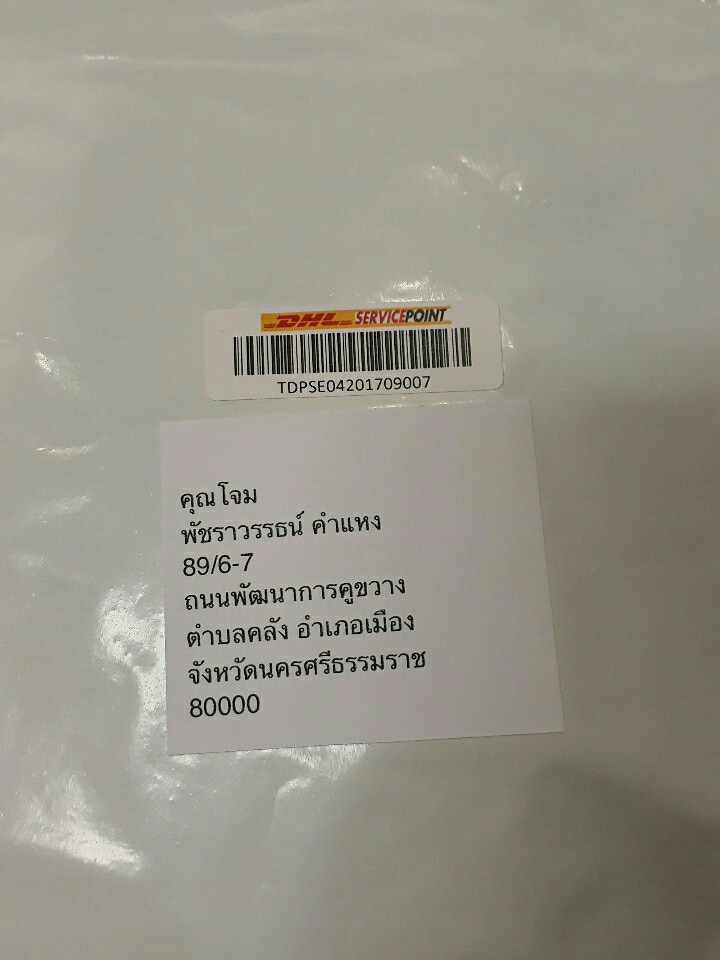 DHL SERVICEPOINT
TDPSE04201709007
คุณโจม
พัชราวรรธน์ คำแหง
89/6-7
ถนนพัฒนาการคูขวาง
ตำบลคลัง อำเภอเมือง
จังหวัดนครศรีธรรมราช
80000